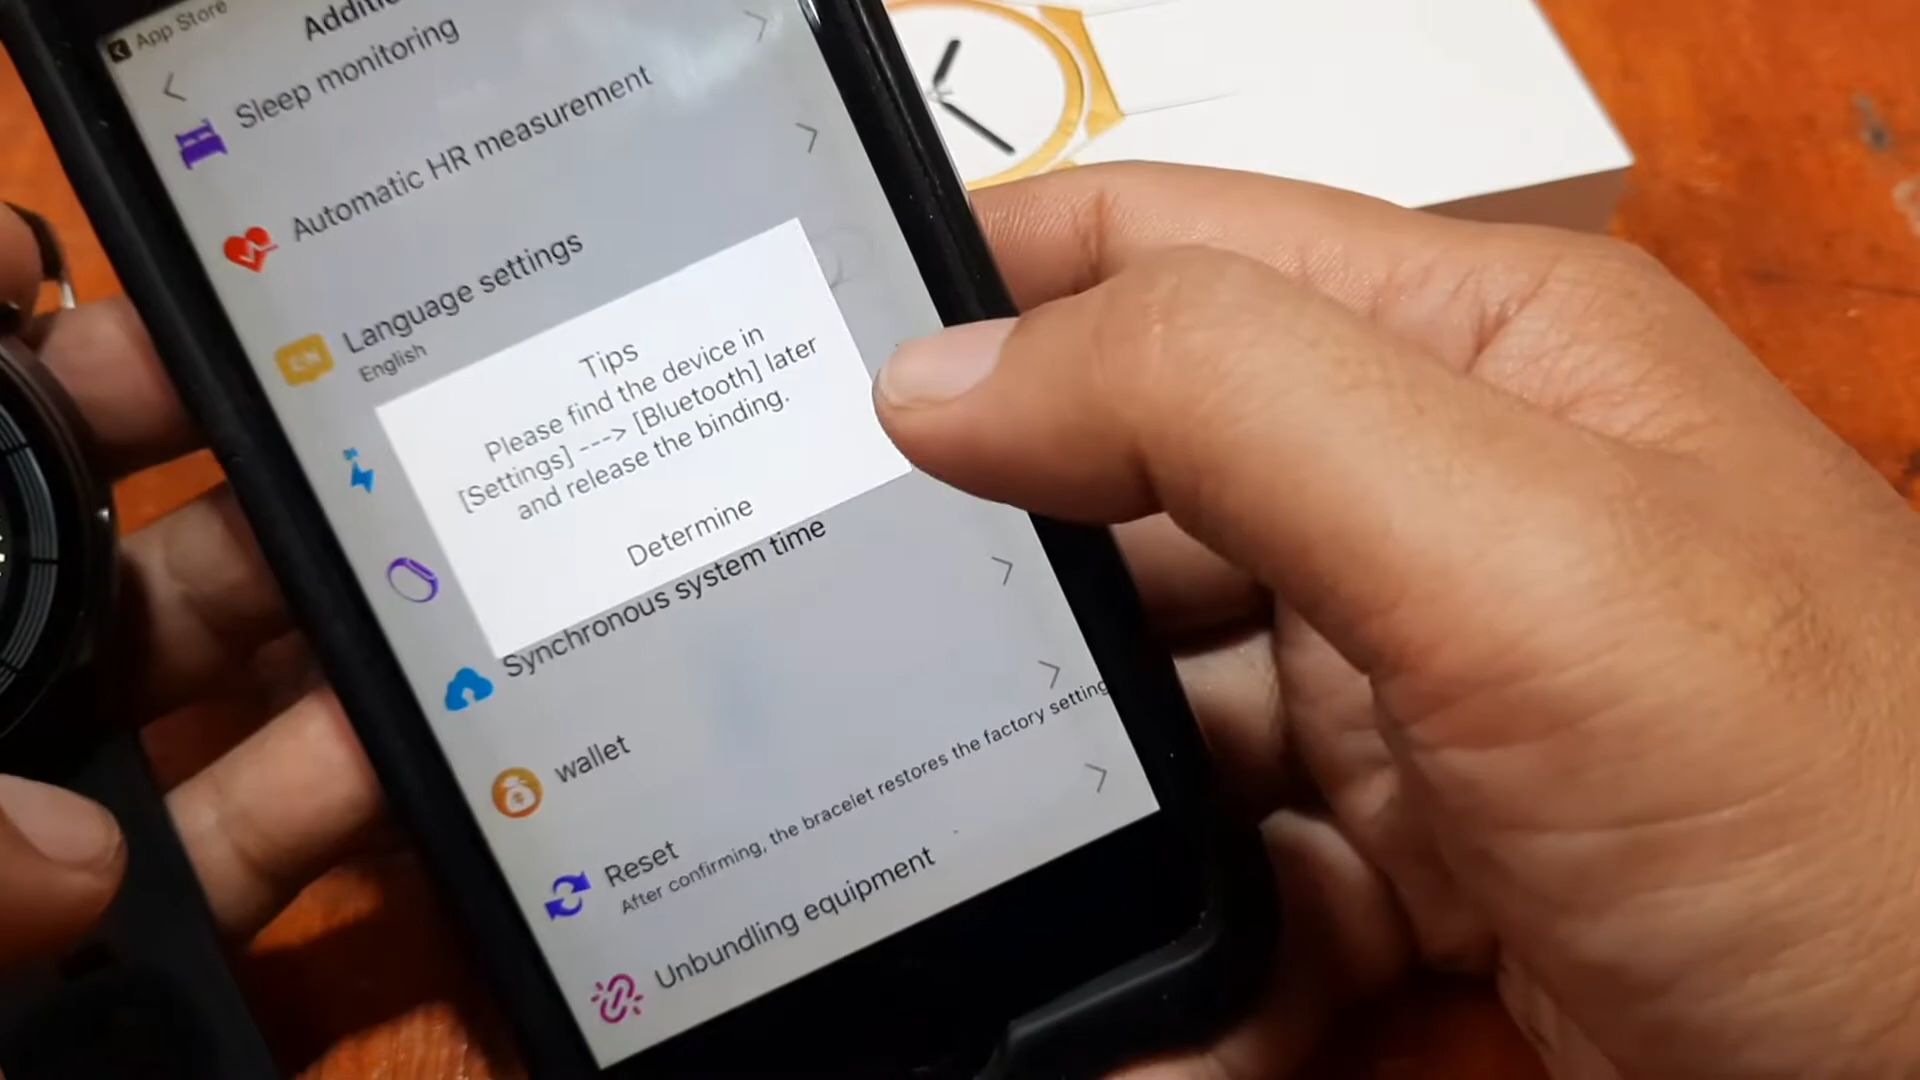 App Store
Sleep monitoring
Automatic HR measurement
Language settings
English
Tips
Please find the device in
[Settings] ---> [Bluetooth] later
and release the binding.
Determine
Synchronous system time
wallet
Reset
After confirming, the bracelet restores the factory setting
Unbundling equipment